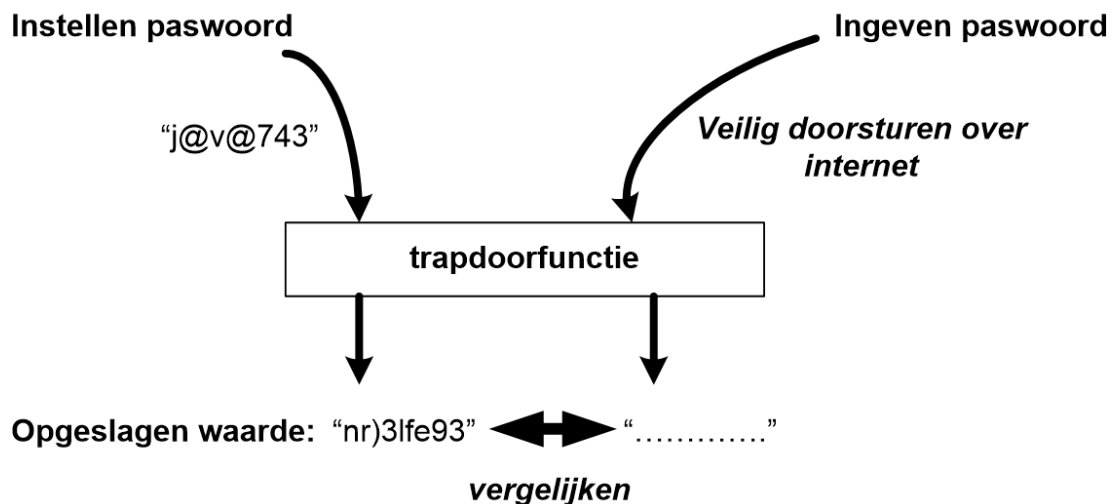 Instellen paswoord
Ingeven paswoord
“j@v@743”
Veilig doorsturen over
internet
trapdoorfunctie
Opgeslagen waarde: “nr)3lfe93” “………….”
vergelijken